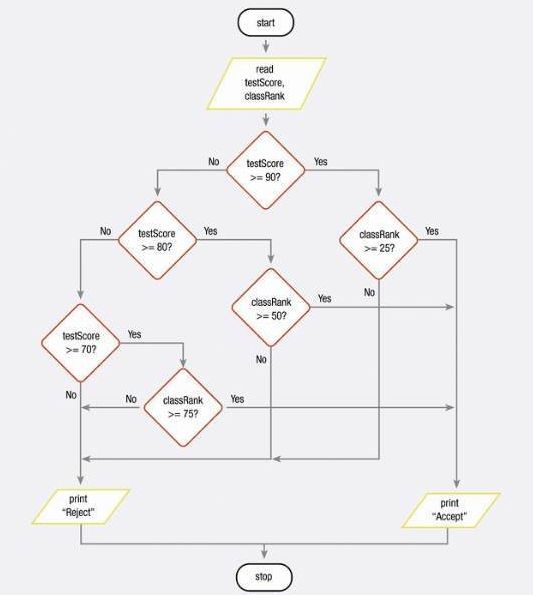 start
read
testScore,
classRank
No
testScore
>= 90?
Yes
No
testScore
>= 80?
Yes
classRank
>= 25?
Yes
No
classRank
>= 50?
Yes
No
testScore
>= 70?
Yes
No
No
classRank
>= 75?
Yes
print
“Reject”
print
“Accept”
stop